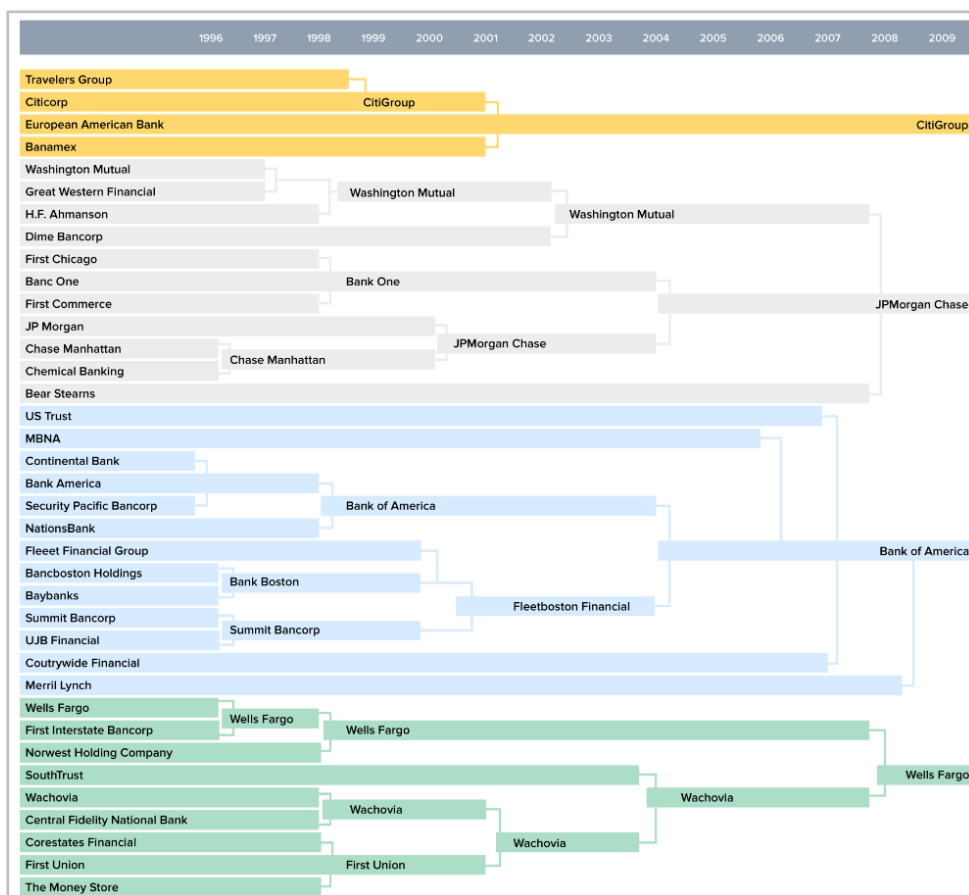 1996 1997 1998 1999 2000 2001 2002 2003 2004 2005 2006 2007 2008 2009
Travelers Group
Citicorp CitiGroup
European American Bank CitiGroup
Banamex
Washington Mutual
Great Western Financial Washington Mutual
H.F. Ahmanson Washington Mutual
Dime Bancorp
First Chicago
Banc One Bank One
First Commerce JPMorgan Chase
JP Morgan
JPMorgan Chase
Chase Manhattan
Chase Manhattan
Chemical Banking
Bear Stearns
US Trust
MBNA
Continental Bank
Bank America
Security Pacific Bancorp Bank of America
NationsBank
Fleeet Financial Group Bank of America
Bancboston Holdings
Bank Boston
Baybanks
Fleetboston Financial
Summit Bancorp
Summit Bancorp
UJB Financial
Coutrywide Financial
Merril Lynch
Wells Fargo
Wells Fargo
First Interstate Bancorp Wells Fargo
Norwest Holding Company
SouthTrust Wells Fargo
Wachovia Wachovia
Wachovia
Central Fidelity National Bank
Corestates Financial Wachovia
First Union First Union
The Money Store